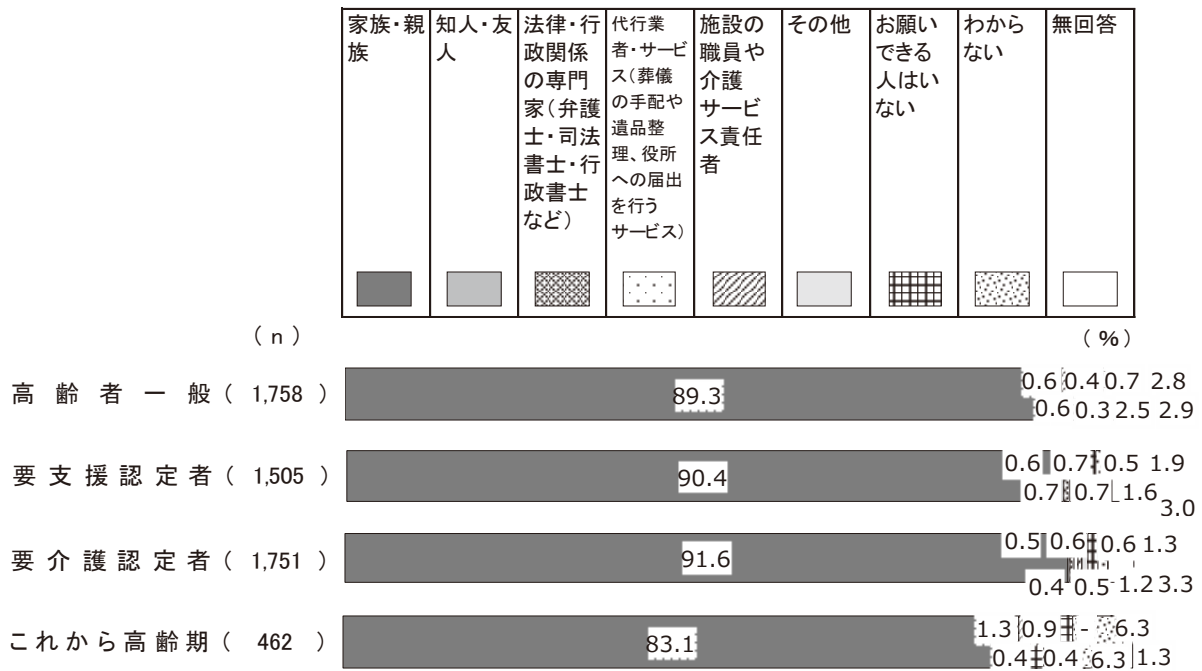 家族・親
族
知人・友
人
法律・行
政関係
の専門
家（弁護
士・司法
書士・行
政書士
など）
代行業
者・サービ
ス（葬儀
の手配や
遺品整
理、役所
への届出
を行う
サービス）
施設の
職員や
介護
サービ
ス責任
者
その他
お願い
できる
人はい
ない
わから
ない
無回答
（n）
（%）
高齢者一般（ 1,758 ）
89.3
0.6 0.4 0.7 2.8
0.6 0.3 2.5 2.9
要支援認定者（ 1,505 ）
90.4
0.6 0.7 0.5 1.9
0.7 0.7 1.6
3.0
要介護認定者（ 1,751 ）
91.6
0.5 0.6 0.6 1.3
0.4 0.5 1.2 3.3
これから高齢期（ 462 ）
83.1
1.3 0.9 - 6.3
0.4 0.4 6.3 1.3